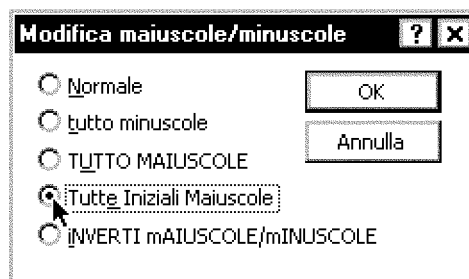 Modifica maiuscole/minuscole ? ×
Normale
OK
tutto minuscole
Annulla
TUTTO MAIUSCOLE
Tutte Iniziali Maiuscole
iNVERTI mAIUSCOLE/mINUSCOLE